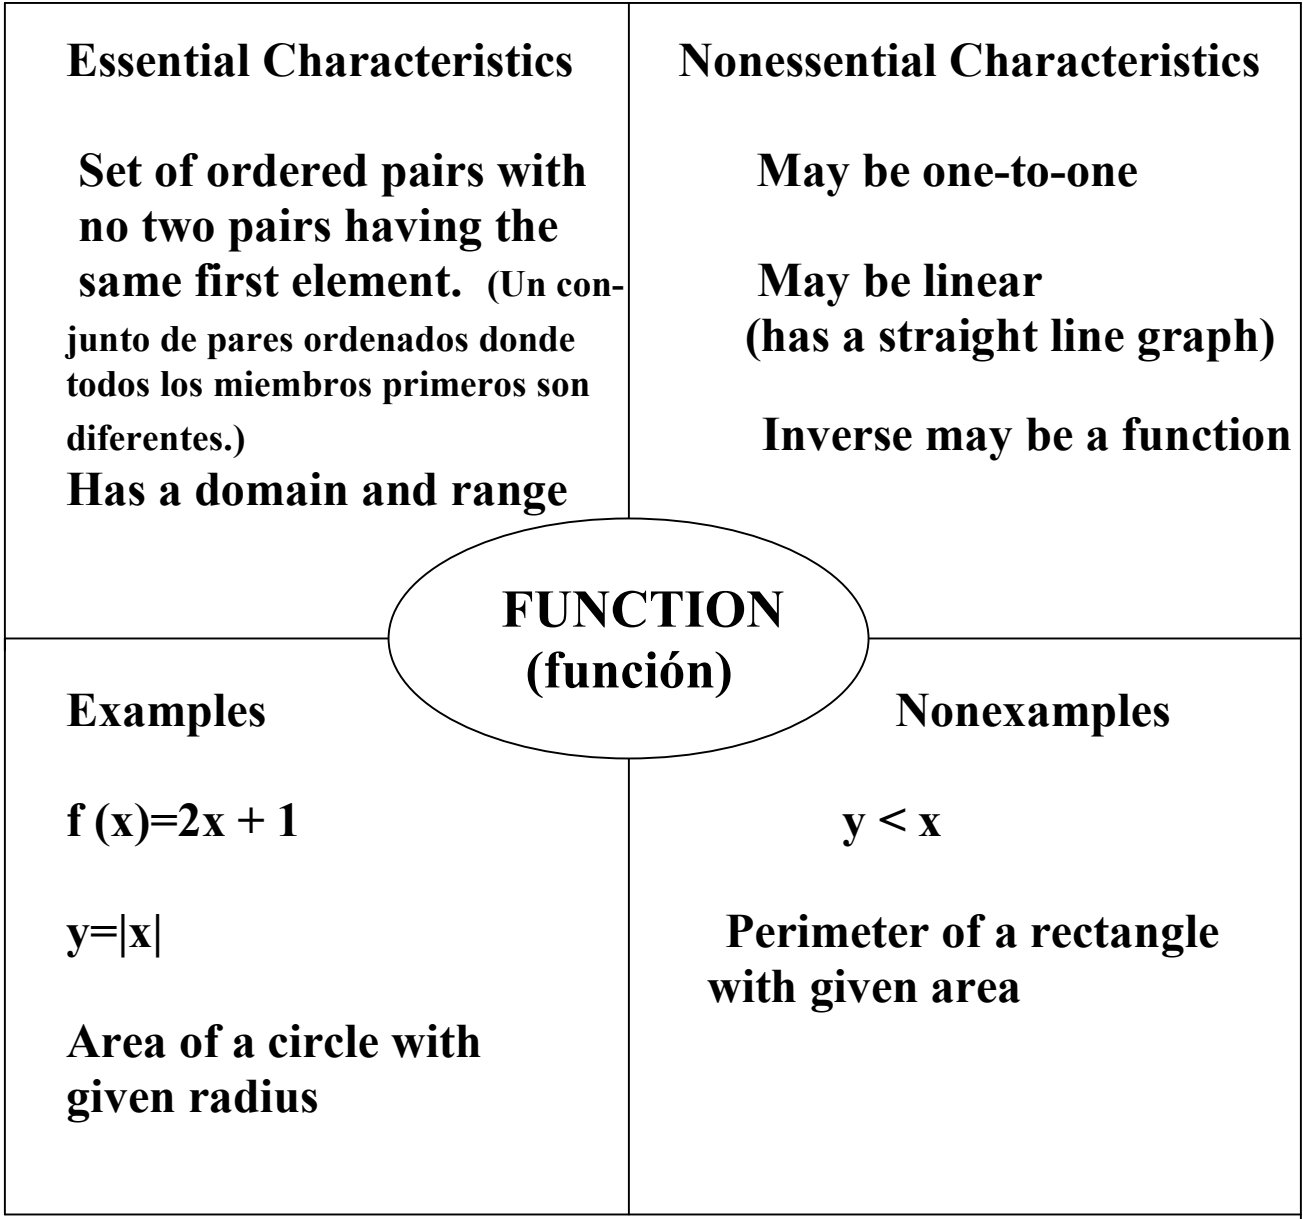 Essential Characteristics
Set of ordered pairs with
no two pairs having the
same first element. (Un con-
junto de pares ordenados donde
todos los miembros primeros son
diferentes.)
Has a domain and range
Nonessential Characteristics
May be one-to-one
May be linear
(has a straight line graph)
Inverse may be a function
FUNCTION
(función)
Examples
f (x)=2x + 1
y=|x|
Area of a circle with
given radius
Nonexamples
y < x
Perimeter of a rectangle
with given area